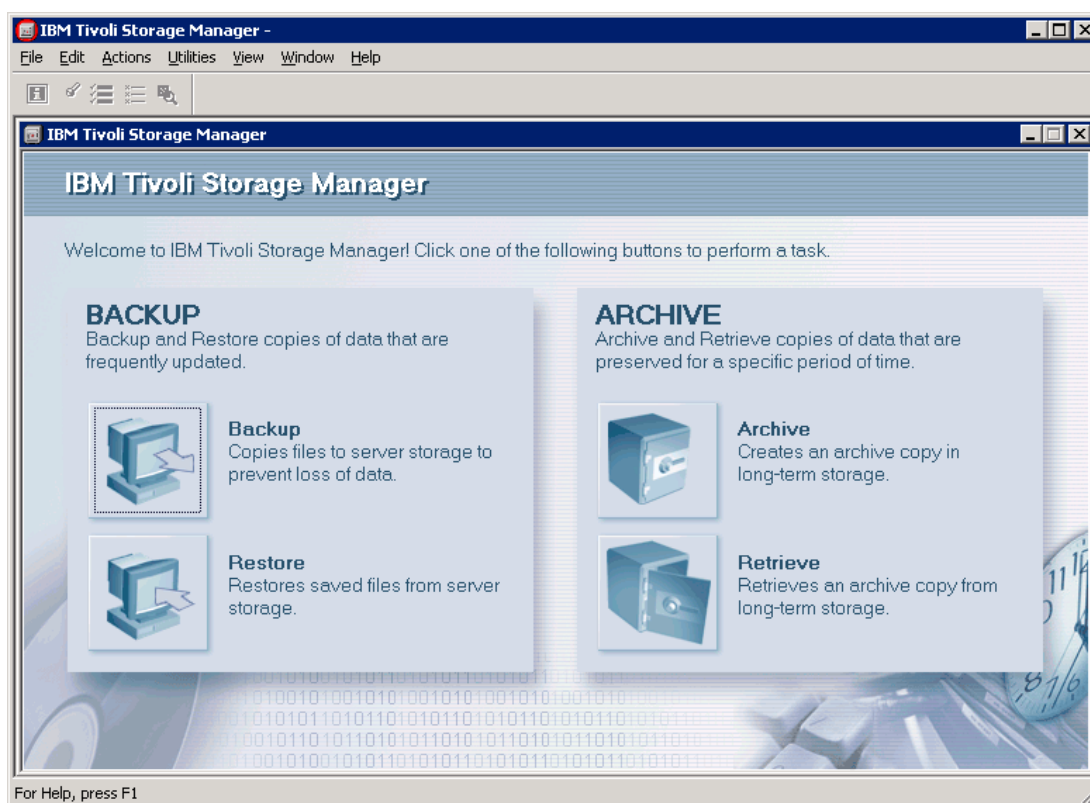 IBM Tivoli Storage Manager -
File Edit Actions Utilities View Window Help
IBM Tivoli Storage Manager
IBM Tivoli Storage Manager
Welcome to IBM Tivoli Storage Manager! Click one of the following buttons to perform a task.
BACKUP
Backup and Restore copies of data that are
frequently updated.
Backup
Copies files to server storage to
prevent loss of data.
Restore
Restores saved files from server
storage.
ARCHIVE
Archive and Retrieve copies of data that are
preserved for a specific period of time.
Archive
Creates an archive copy in
long-term storage.
Retrieve
Retrieves an archive copy from
long-term storage.
For Help, press F1